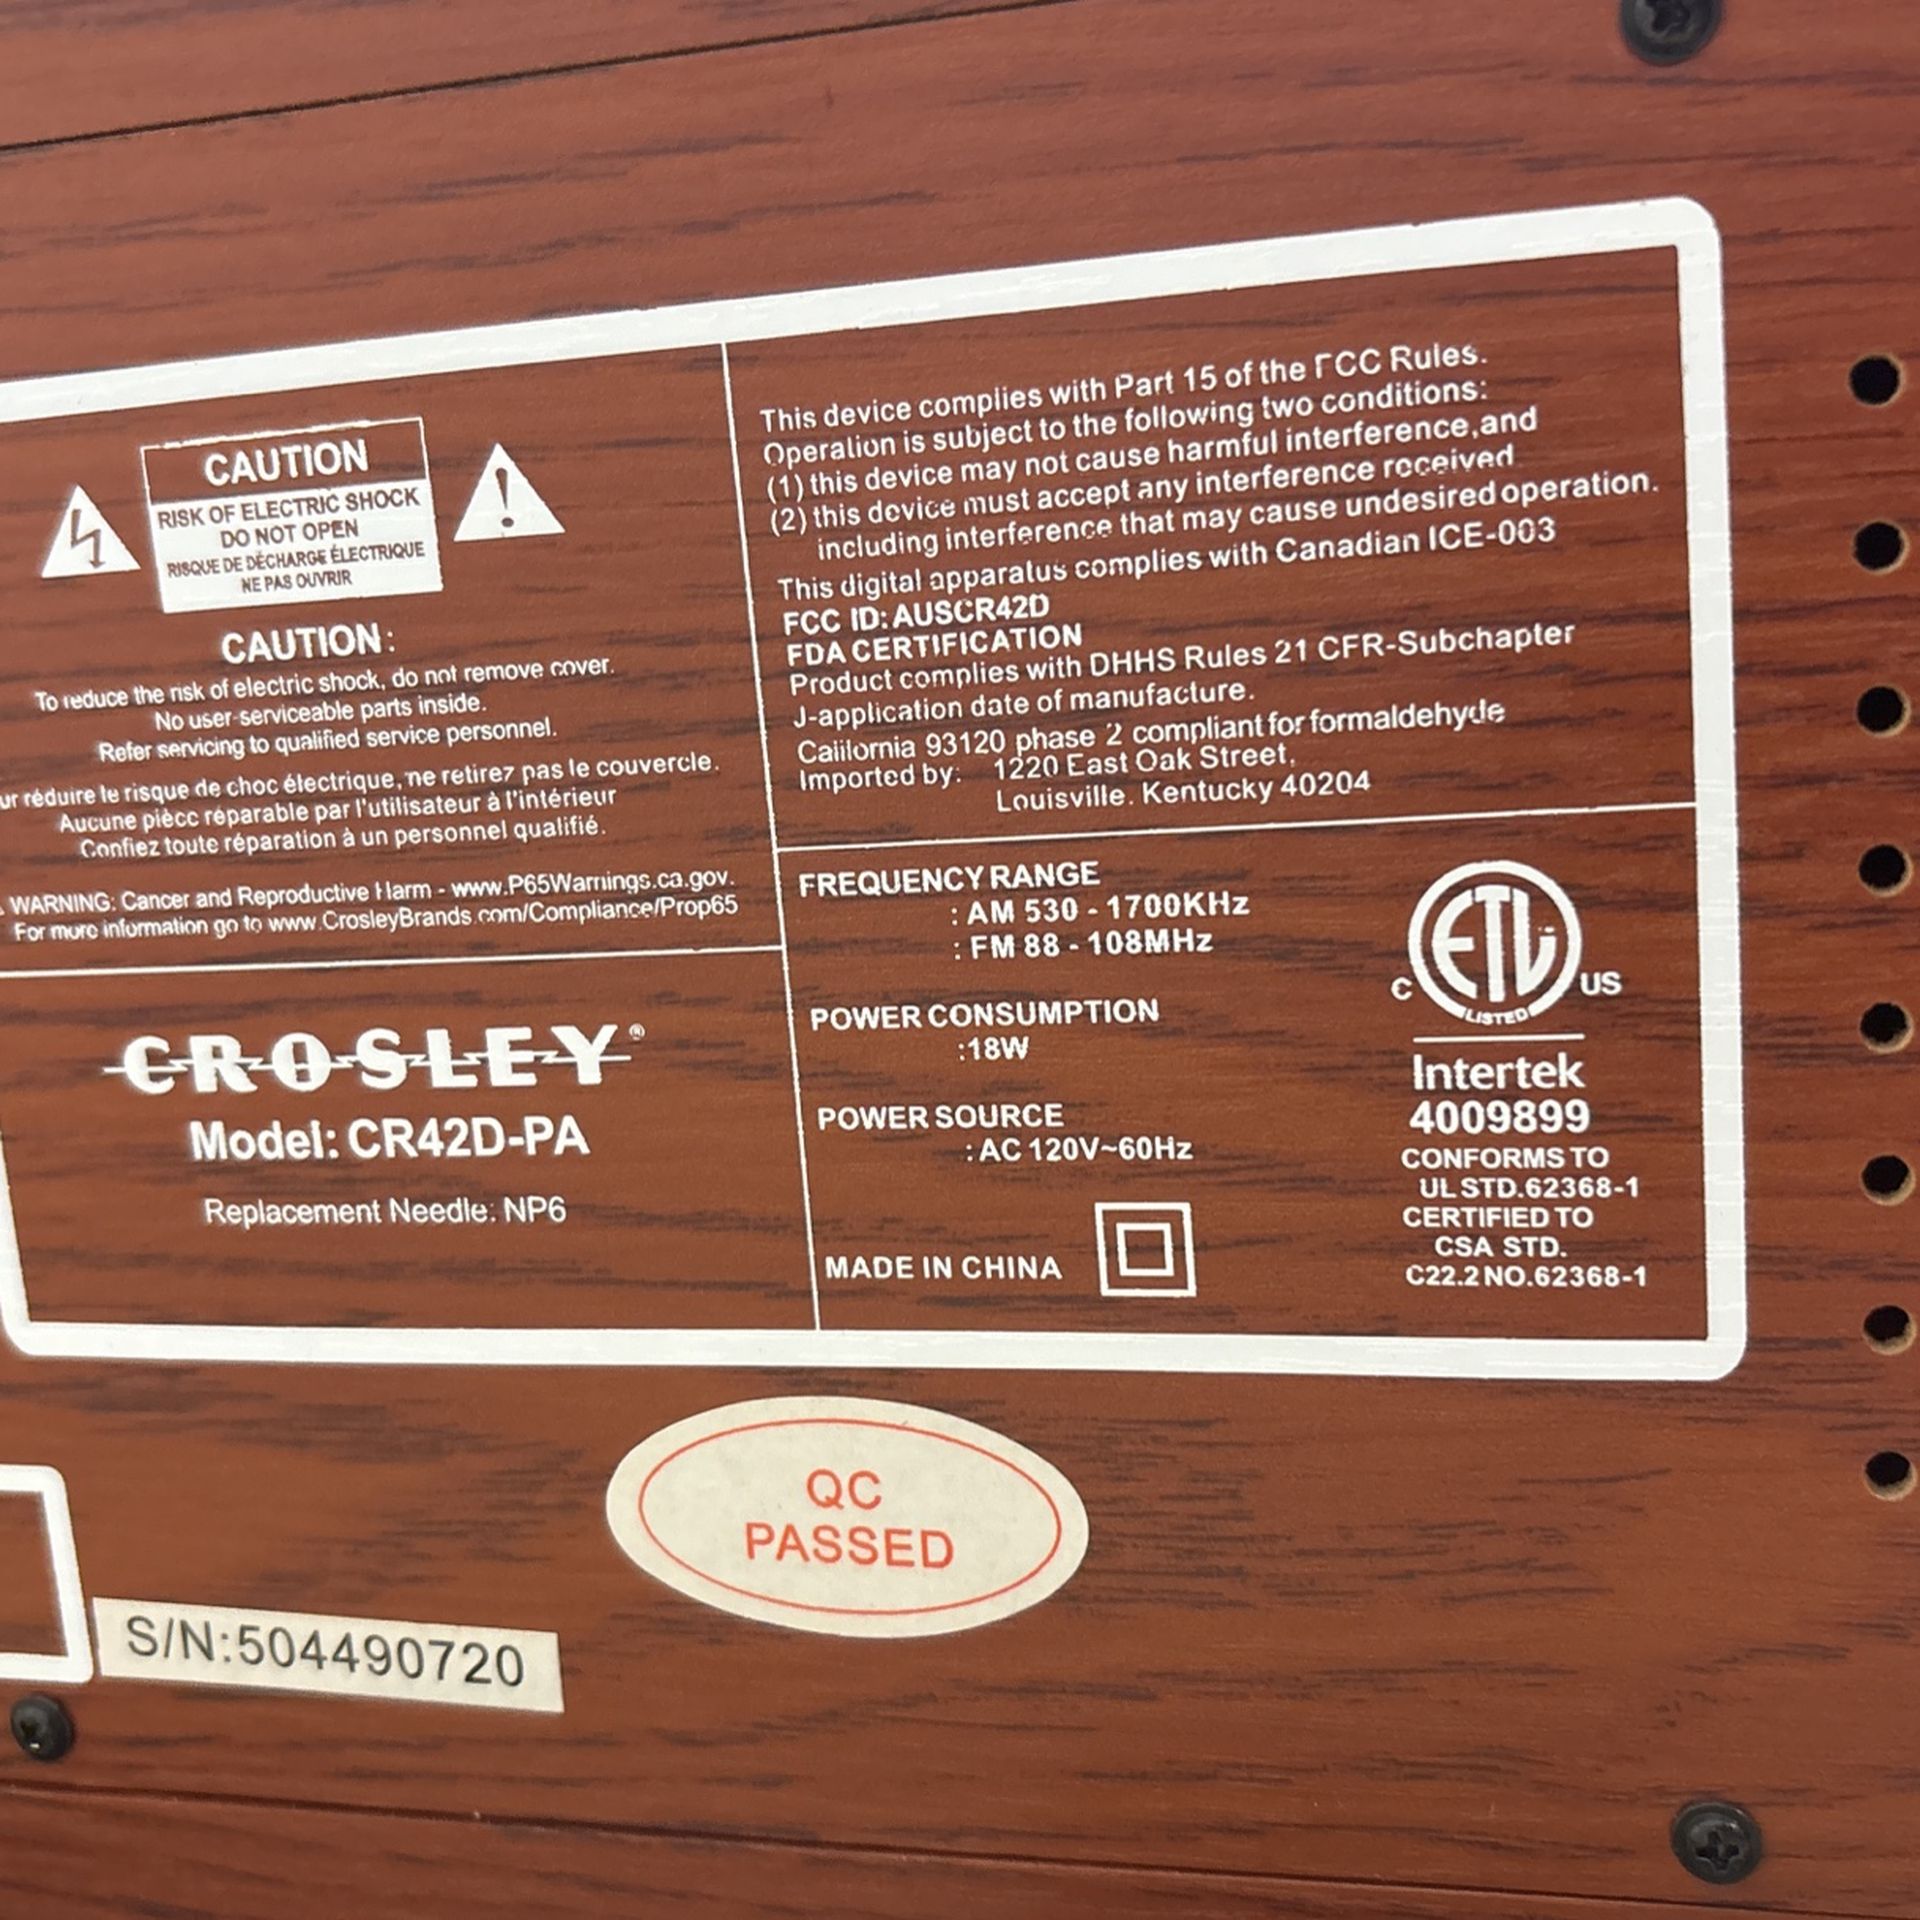 CAUTION
RISK OF ELECTRIC SHOCK
DO NOT OPEN
RISQUE DE DÉCHARGE ÉLECTRIQUE
NE PAS OUVRIR
CAUTION:
To reduce the risk of electric shock, do not remove cover.
No user-serviceable parts inside.
Refer servicing to qualified service personnel.
ur réduire le risque de choc électrique, ne retirez pas le couvercle.
Aucune pièce réparable par l'utilisateur à l'intérieur
Confiez toute réparation à un personnel qualifié.
WARNING: Cancer and Reproductive Harm - www.P65Warnings.ca.gov.
For more information go to www.CrosleyBrands.com/Compliance/Prop65
CROSLEY®
Model: CR42D-PA
Replacement Needle: NP6
This device complies with Part 15 of the FCC Rules.
Operation is subject to the following two conditions:
(1) this device may not cause harmful interference,and
(2) this device must accept any interference received
including interference that may cause undesired operation.
This digital apparatus complies with Canadian ICE-003
FCC ID: AUSCR42D
FDA CERTIFICATION
Product complies with DHHS Rules 21 CFR-Subchapter
J-application date of manufacture.
California 93120 phase 2 compliant for formaldehyde
Imported by: 1220 East Oak Street,
Louisville. Kentucky 40204
FREQUENCY RANGE
: AM 530 - 1700KHz
: FM 88 - 108MHz
POWER CONSUMPTION
:18W
POWER SOURCE
: AC 120V~60Hz
MADE IN CHINA
ETL
C US
LISTED
Intertek
4009899
CONFORMS TO
UL STD.62368-1
CERTIFIED TO
CSA STD.
C22.2 NO.62368-1
QC
PASSED
S/N:504490720